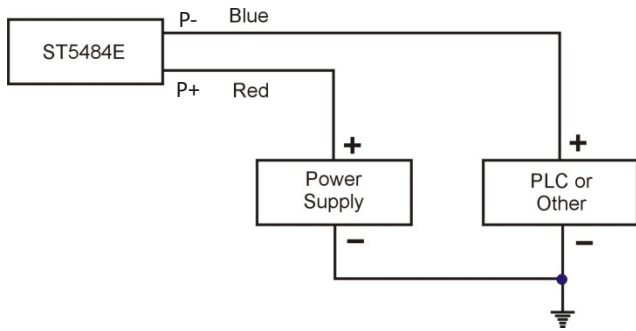 P- Blue
ST5484E
P+ Red
+
+
Power
Supply
PLC or
Other
−
−